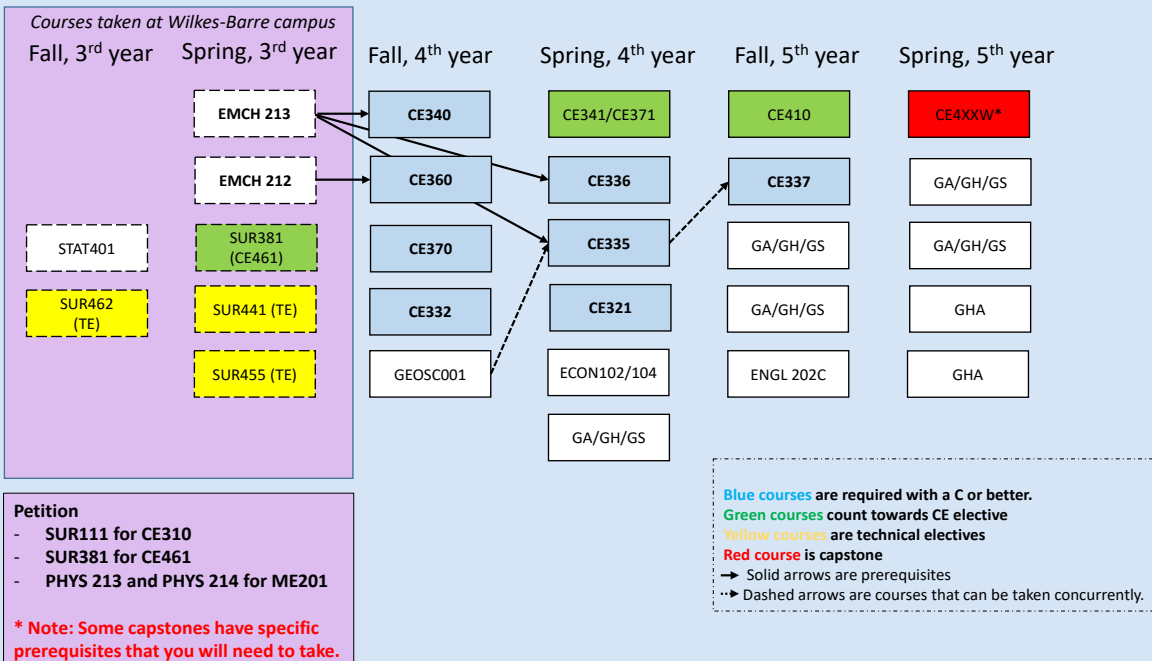 Courses taken at Wilkes-Barre campus
Fall, 3rd year
Spring, 3rd year
Fall, 4th year
Spring, 4th year
Fall, 5th year
Spring, 5th year
EMCH 213
CE340
CE341/CE371
CE410
CE4XXW*
EMCH 212
CE360
CE336
CE337
GA/GH/GS
STAT401
SUR381
(CE461)
CE370
CE335
GA/GH/GS
GA/GH/GS
SUR462
(TE)
SUR441 (TE)
CE332
CE321
GA/GH/GS
GHA
SUR455 (TE)
GEOSC001
ECON102/104
ENGL 202C
GHA
GA/GH/GS
Petition
- SUR111 for CE310
- SUR381 for CE461
- PHYS 213 and PHYS 214 for ME201
* Note: Some capstones have specific
prerequisites that you will need to take.
Blue courses are required with a C or better.
Green courses count towards CE elective
Yellow courses are technical electives
Red course is capstone
Solid arrows are prerequisites
Dashed arrows are courses that can be taken concurrently.